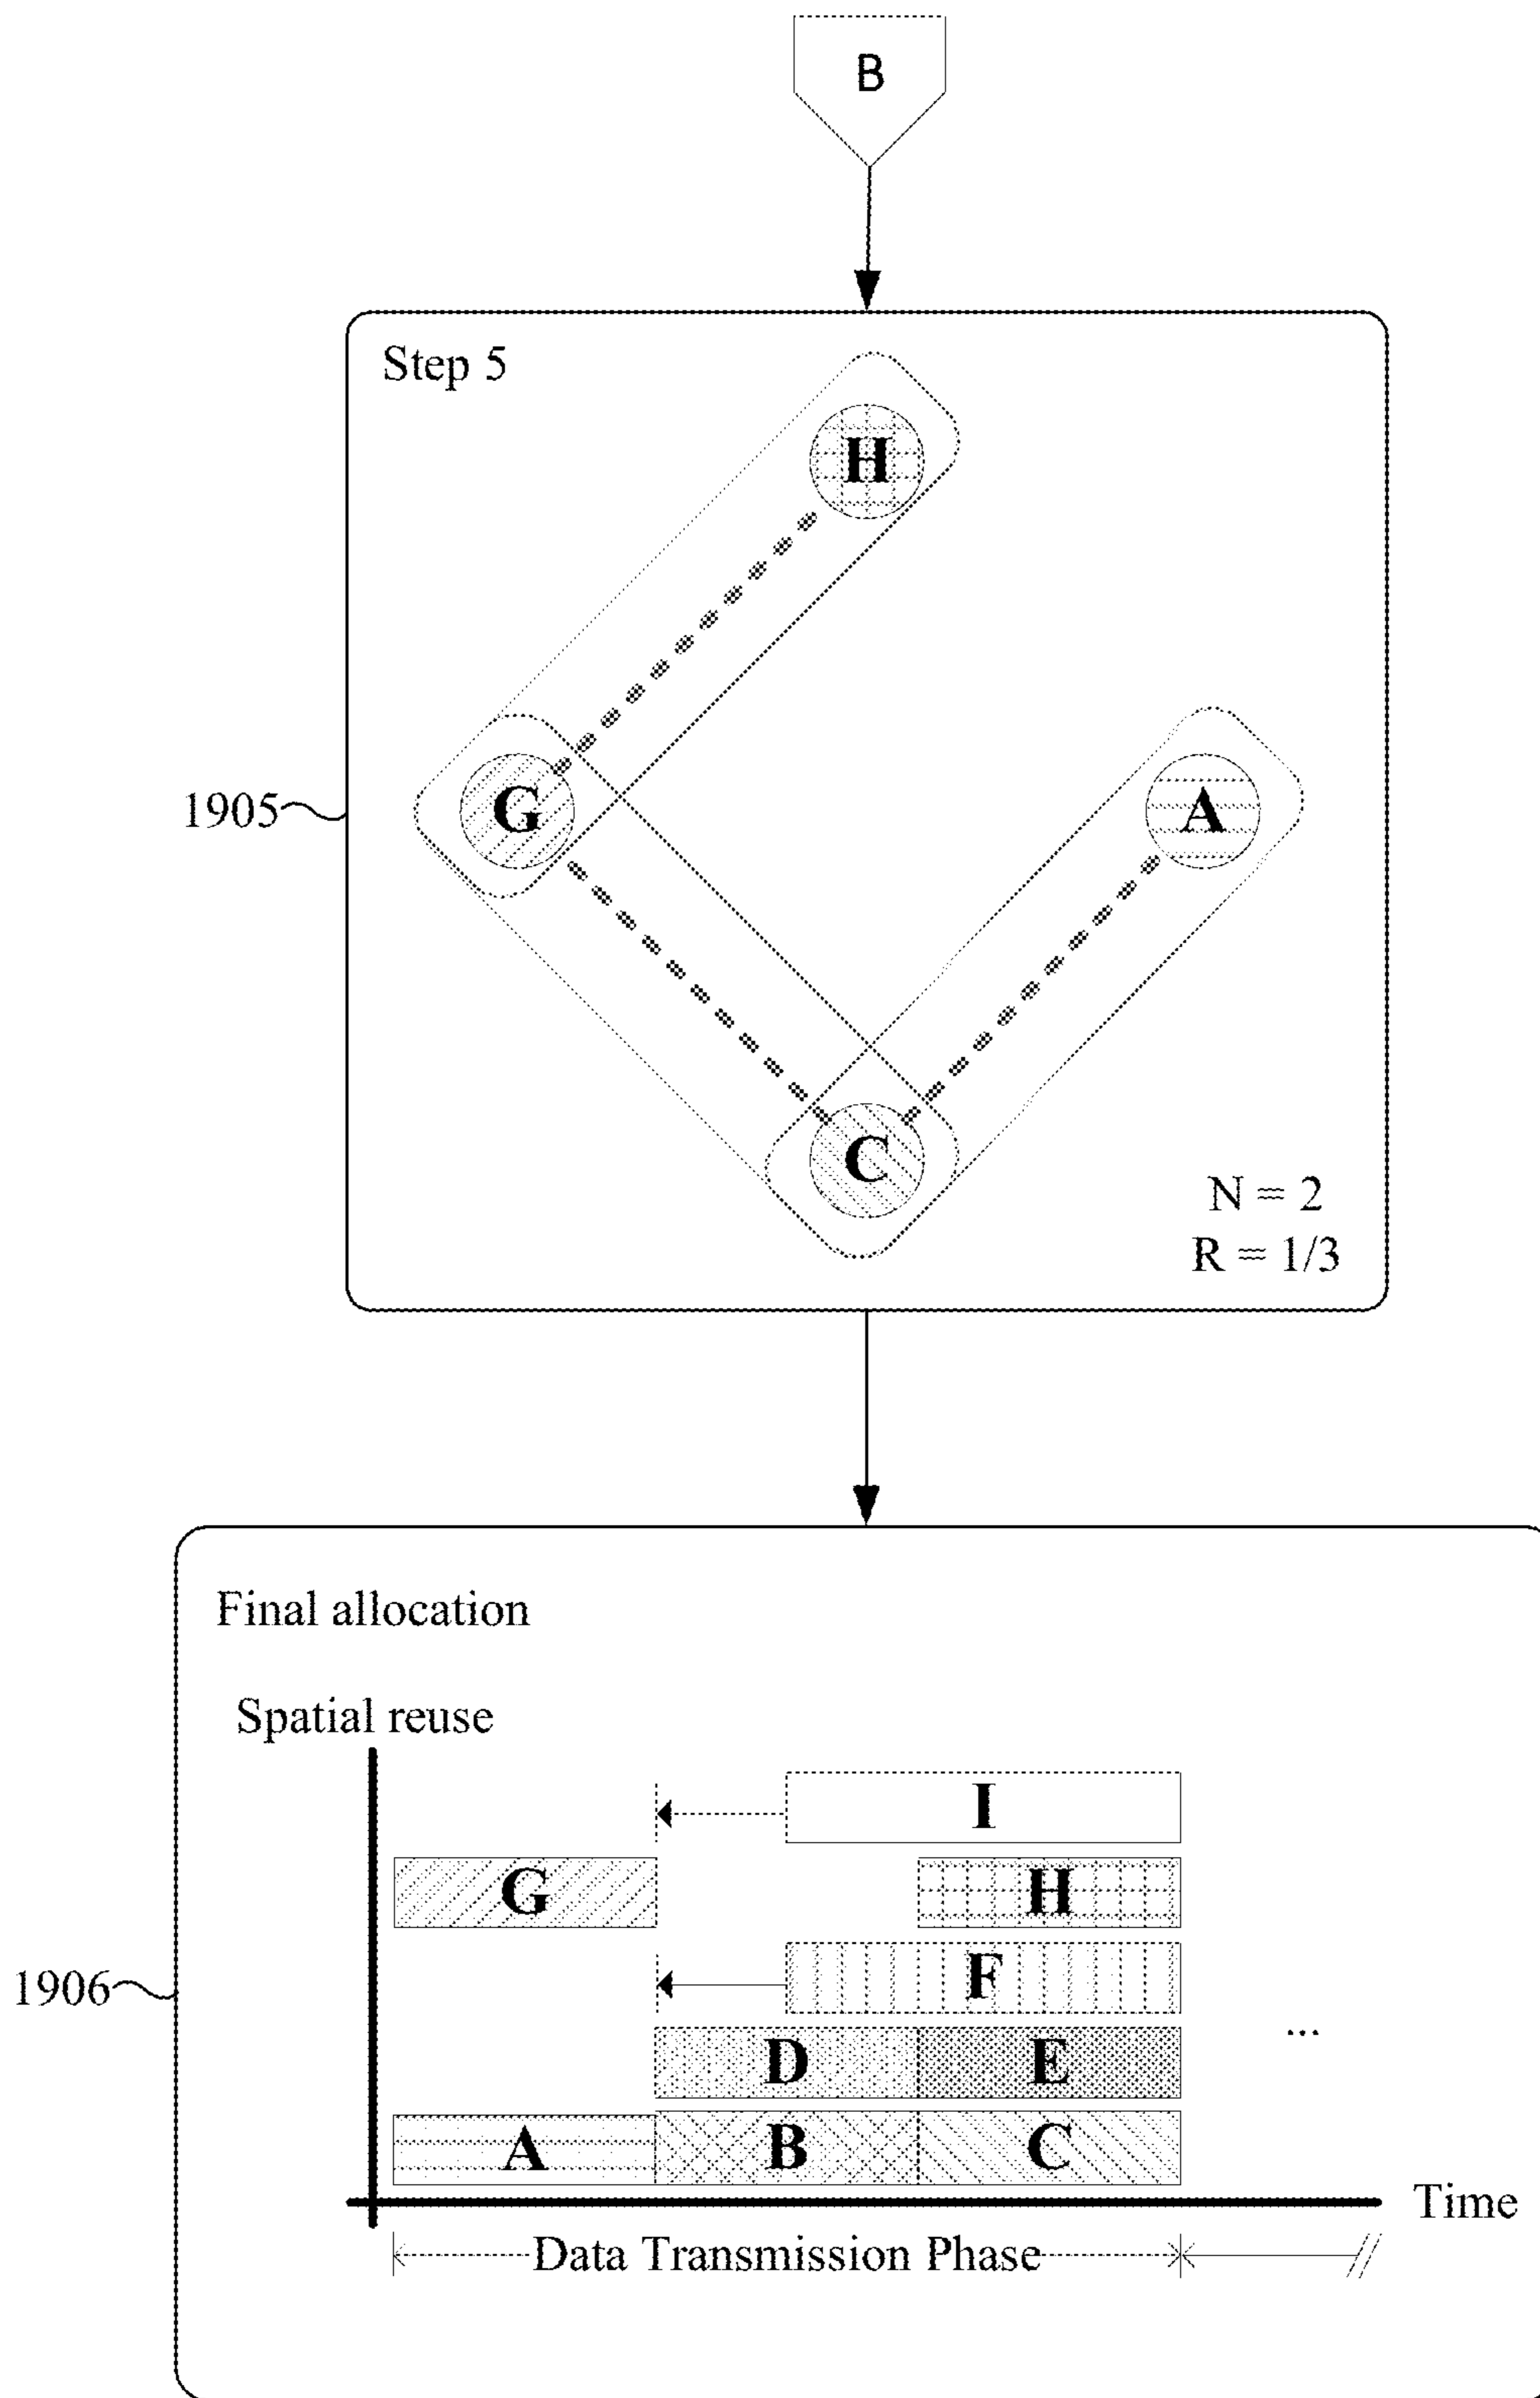 B
Step 5
H
G
A
1905
C
N = 2
R = 1/3
Final allocation
Spatial reuse
I
G
H
F
1906
D
E
...
A
B
C
Time
Data Transmission Phase